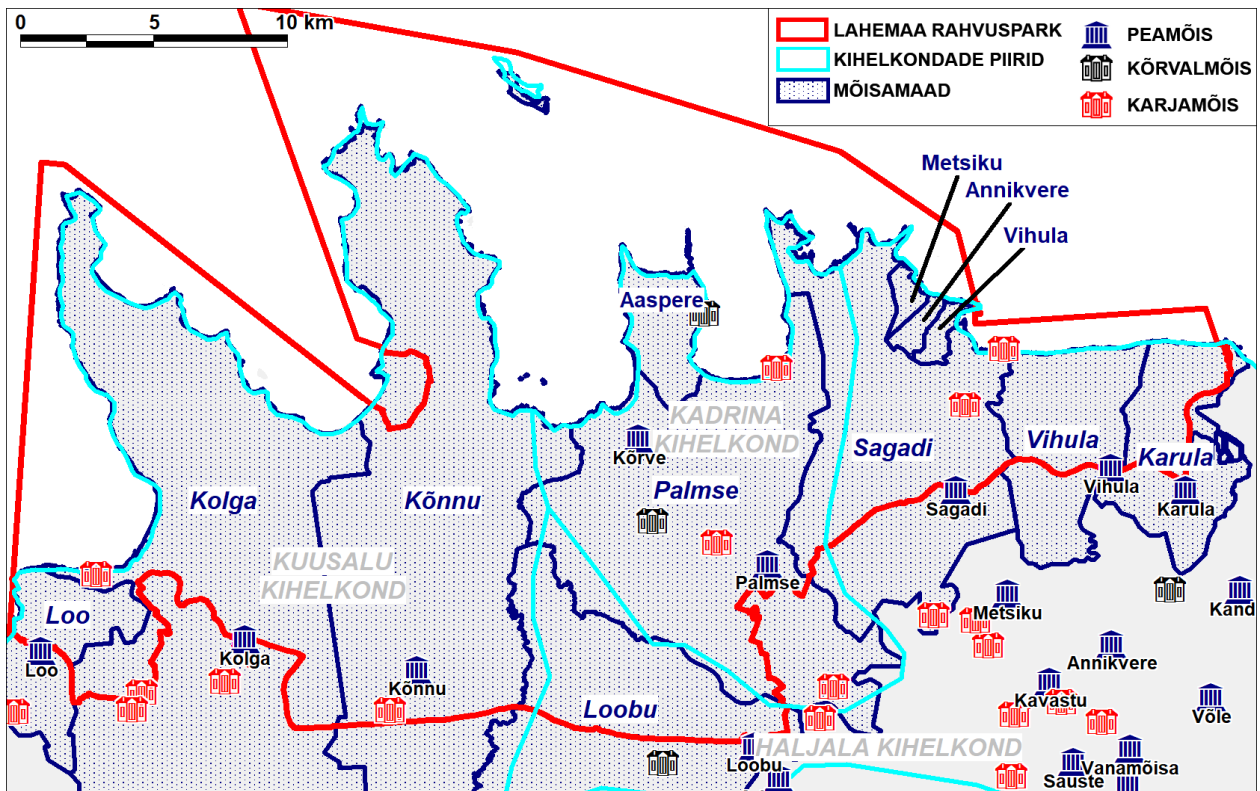 0 5 10 km
LAHEMAA RAHVUSPARK
KIHELKONDADE PIIRID
MÕISAMAAD
PEAMÕIS
KÕRVALMÕIS
KARJAMÕIS
Metsiku
Annikvere
Vihula
Aaspere
KADRINA
KIHELKOND
Kõrve
Sagadi
Vihula
Karula
Kolga
Kõnnu
Palmse
Vihula
Sagadi
Karula
KUUSALU
KIHELKOND
Palmse
Loo
Metsiku
Kand
Loo
Kolga
Kõnnu
Annikvere
Kavastu
Loobu
Võle
HALJALA KIHELKOND
Loobu
Vanamõisa
Sauste